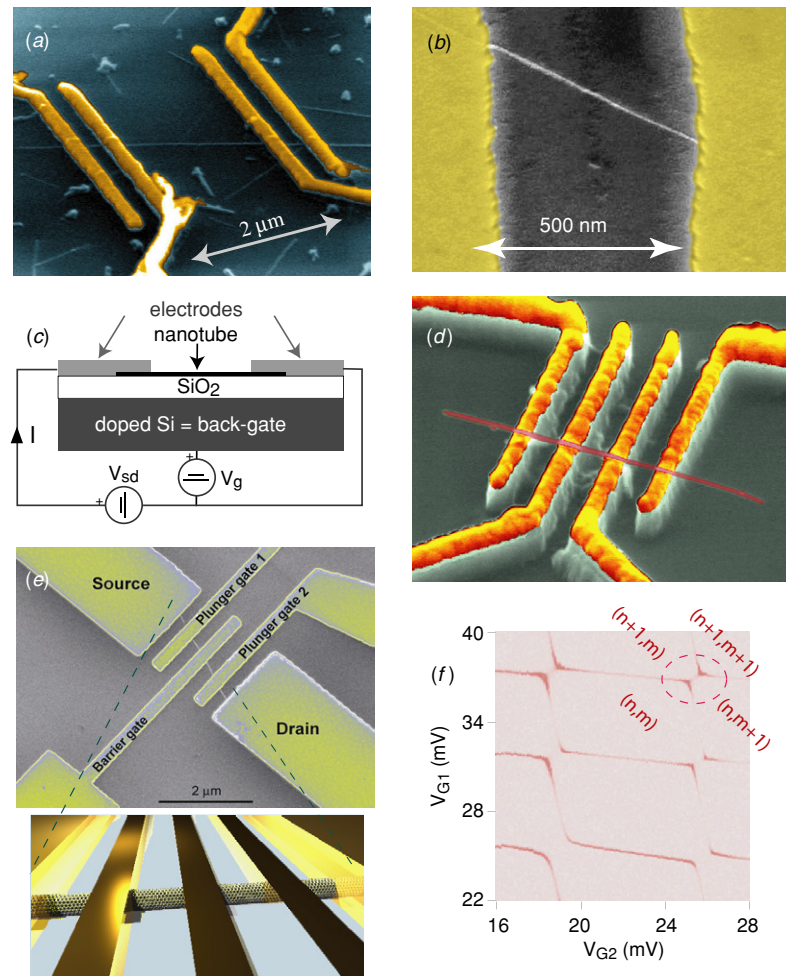 (a)
2 μm
(b)
500 nm
(c)
electrodes
nanotube
SiO2
doped Si = back-gate
I
Vsd
+
Vg
+
(d)
(e)
Source
Plunger gate 1
Plunger gate 2
Barrier gate
Drain
2 μm
(f)
(n+1,m)
(n+1,m+1)
(n,m)
(n,m+1)
40
34
28
22
VG1 (mV)
16
20
24
28
VG2 (mV)